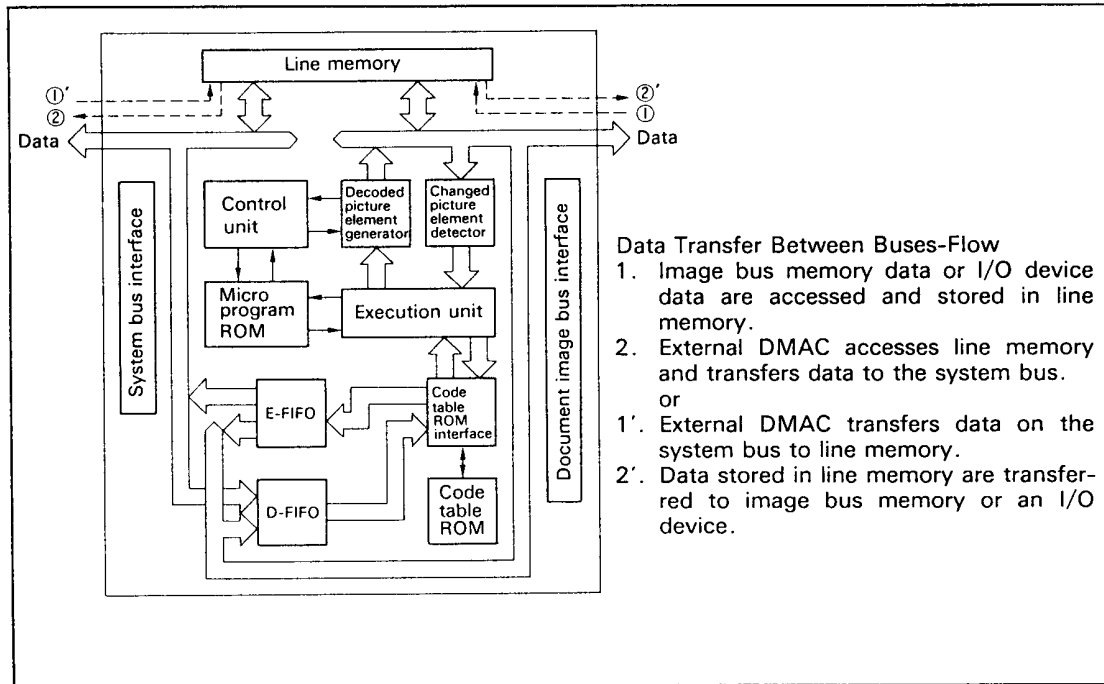 Line memory
①′
②
②′
①
Data
Data
System bus interface
Control
unit
Decoded
picture
element
generator
Changed
picture
element
detector
Micro
program
ROM
Execution unit
Document image bus interface
E-FIFO
Code
table
ROM
interface
D-FIFO
Code
table
ROM
Data Transfer Between Buses-Flow
1. Image bus memory data or I/O device
data are accessed and stored in line
memory.
2. External DMAC accesses line memory
and transfers data to the system bus.
or
1′. External DMAC transfers data on the
system bus to line memory.
2′. Data stored in line memory are transfer-
red to image bus memory or an I/O
device.